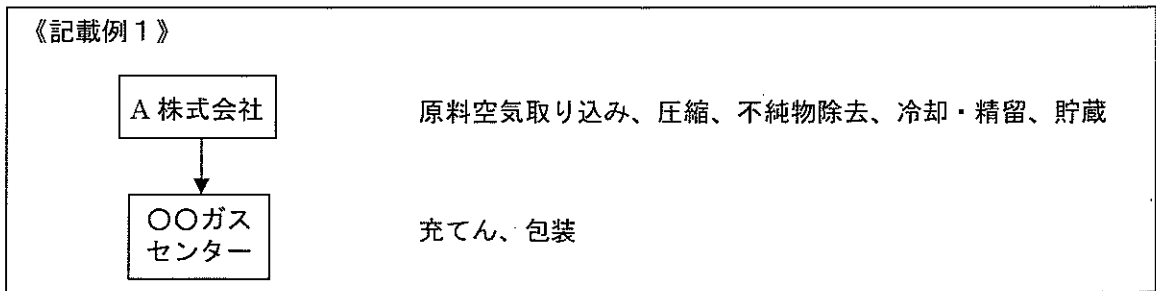 《記載例1》
A 株式会社
原料空気取り込み、圧縮、不純物除去、冷却・精留、貯蔵
〇〇ガス
センター
充てん、包装